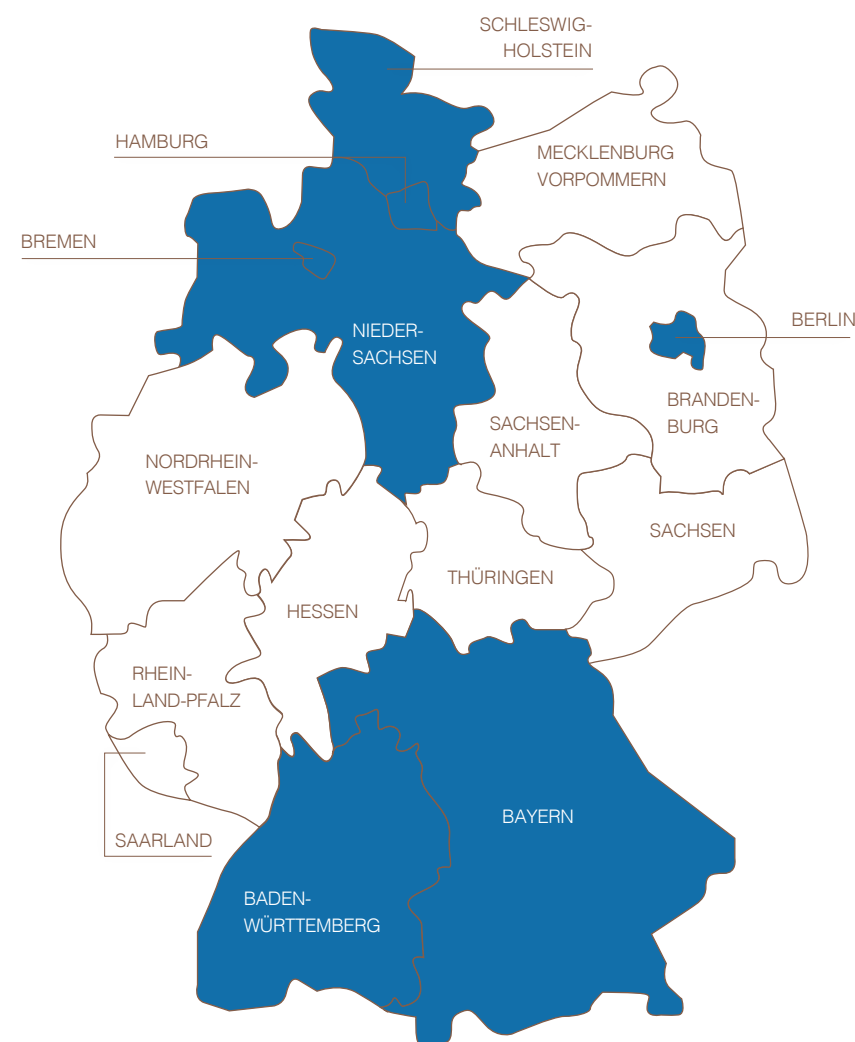 SCHLESWIG-
HOLSTEIN
HAMBURG
MECKLENBURG
VORPOMMERN
BREMEN
BERLIN
NIEDER-
SACHSEN
BRANDEN-
BURG
SACHSEN-
ANHALT
NORDRHEIN-
WESTFALEN
SACHSEN
THÜRINGEN
HESSEN
RHEIN-
LAND-PFALZ
BAYERN
SAARLAND
BADEN-
WÜRTTEMBERG